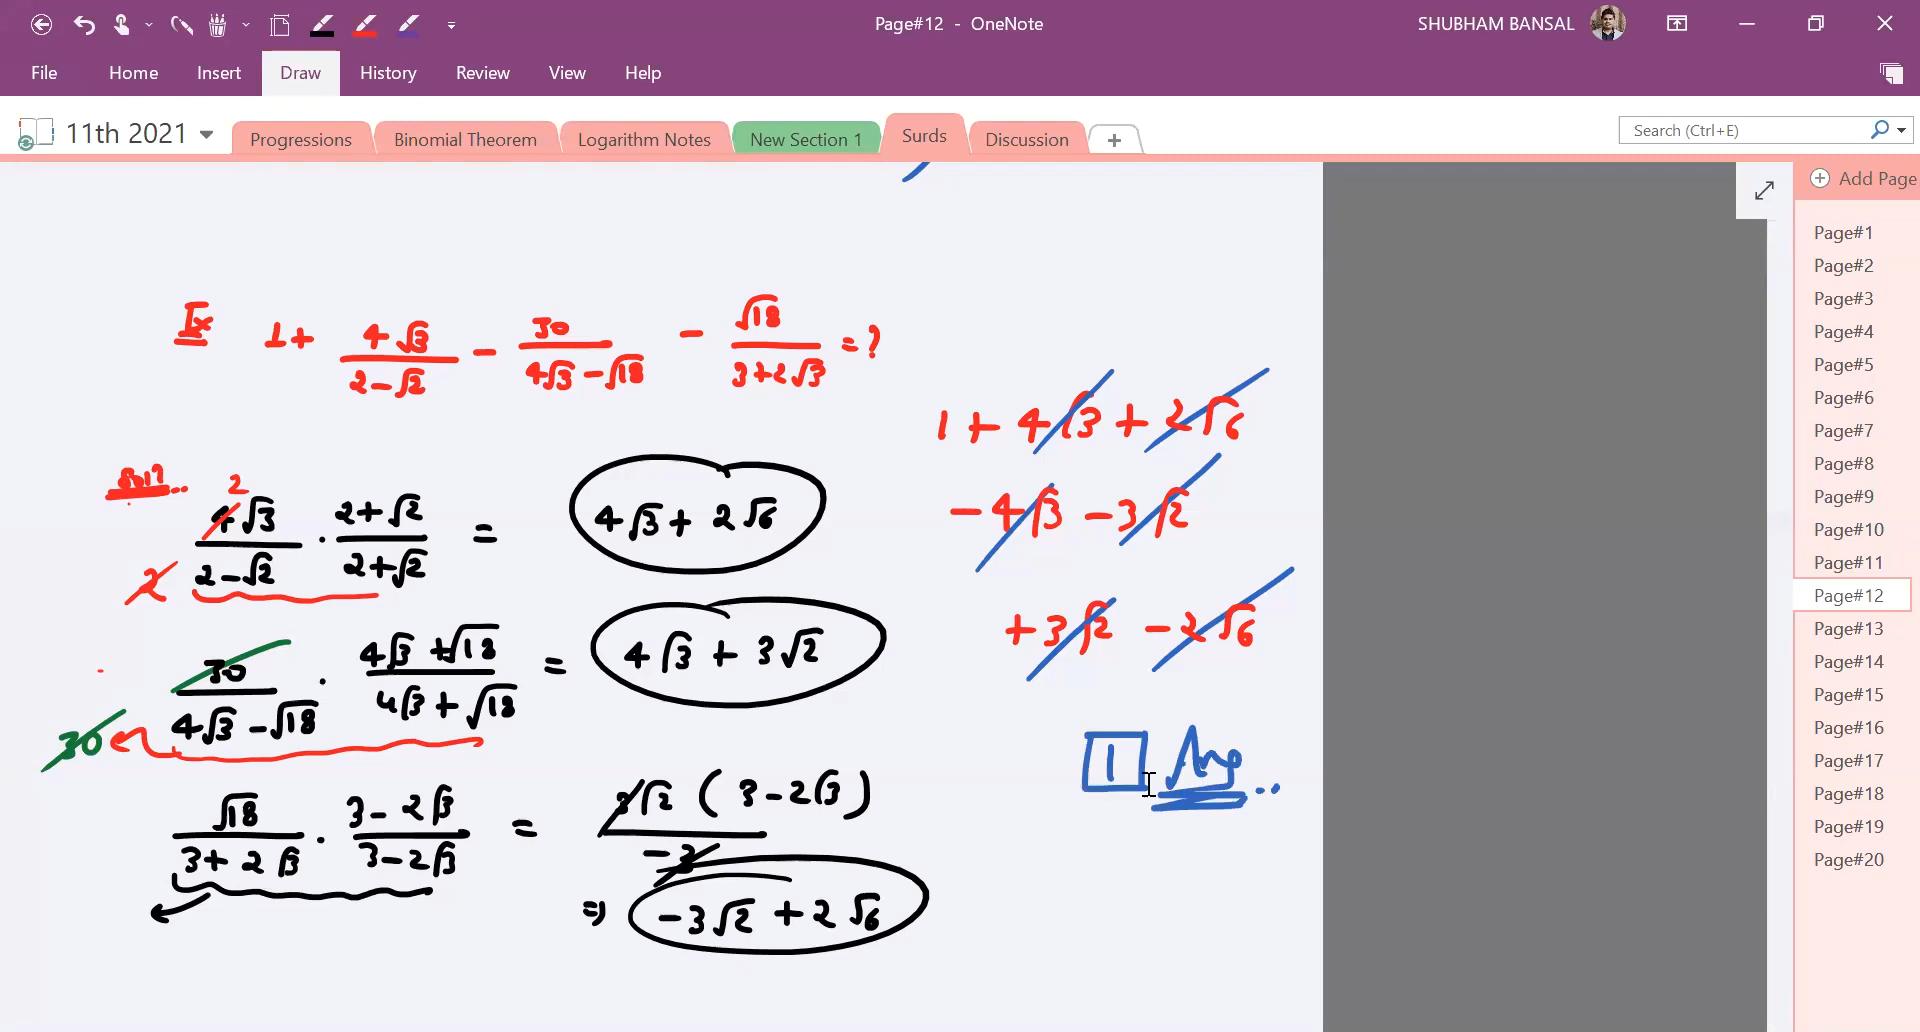 Page#12 - OneNote
SHUBHAM BANSAL
File Home Insert Draw History Review View Help
11th 2021
Progressions Binomial Theorem Logarithm Notes New Section 1 Surds Discussion +
Search (Ctrl+E)
Add Page
Page#1
Page#2
Page#3
Page#4
Page#5
Page#6
Page#7
Page#8
Page#9
Page#10
Page#11
Page#12
Page#13
Page#14
Page#15
Page#16
Page#17
Page#18
Page#19
Page#20
Ex 1 + 4√3/(2-√2) - 30/(4√3-√18) - √18/(3+2√3) = ?
Sol?
4√3/(2-√2) · (2+√2)/(2+√2) = 4√3 + 2√6
2
2
30/(4√3-√18) · (4√3+√18)/(4√3+√18) = 4√3 + 3√2
30
√18/(3+2√3) · (3-2√3)/(3-2√3) = 3√2(3-2√3)/-3
⇒ -3√2 + 2√6
1 + 4√3 + 2√6
- 4√3 - 3√2
+ 3√2 - 2√6
1 Ans